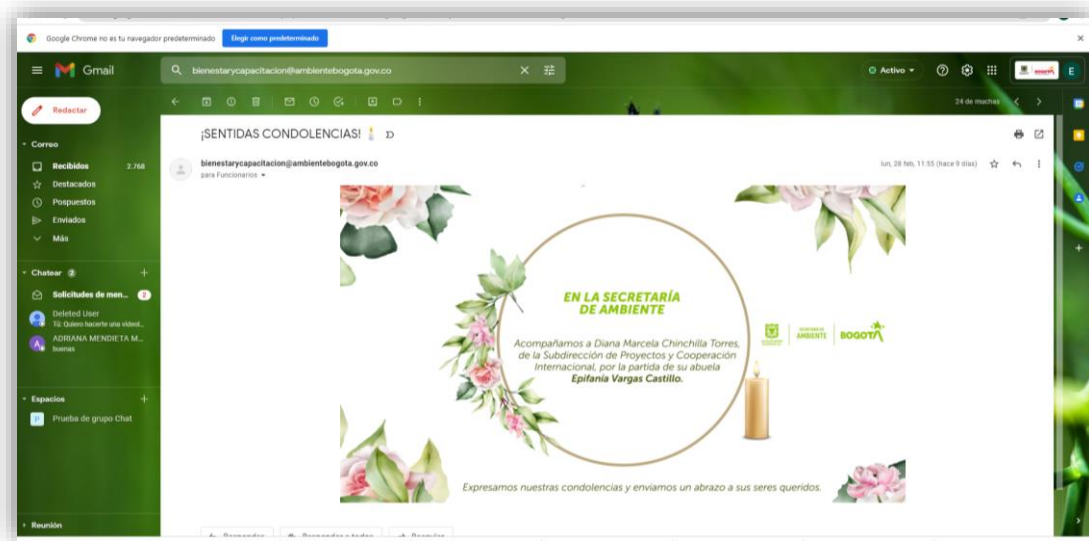 Google Chrome no es tu navegador predeterminado
Elegir como predeterminado
Gmail
bienestarycapacitacion@ambientebogota.gov.co
Activo
E
Redactar
24 de muchas
Correo
Recibidos 2.768
Destacados
Pospuestos
Enviados
Más
Chatear 2
Solicitudes de men... 2
Deleted User
Tú: Quiero hacerte una videol...
ADRIANA MENDIETA M...
buenas
Espacios
P Prueba de grupo Chat
Reunión
¡SENTIDAS CONDOLENCIAS!
bienestarycapacitacion@ambientebogota.gov.co
para Funcionarios
lun, 28 feb, 11:55 (hace 9 días)
EN LA SECRETARÍA
DE AMBIENTE
Acompañamos a Diana Marcela Chinchilla Torres,
de la Subdirección de Proyectos y Cooperación
Internacional, por la partida de su abuela
Epifanía Vargas Castillo.
AMBIENTE
BOGOTÁ
Expresamos nuestras condolencias y enviamos un abrazo a sus seres queridos.
Responder
Responder a todos